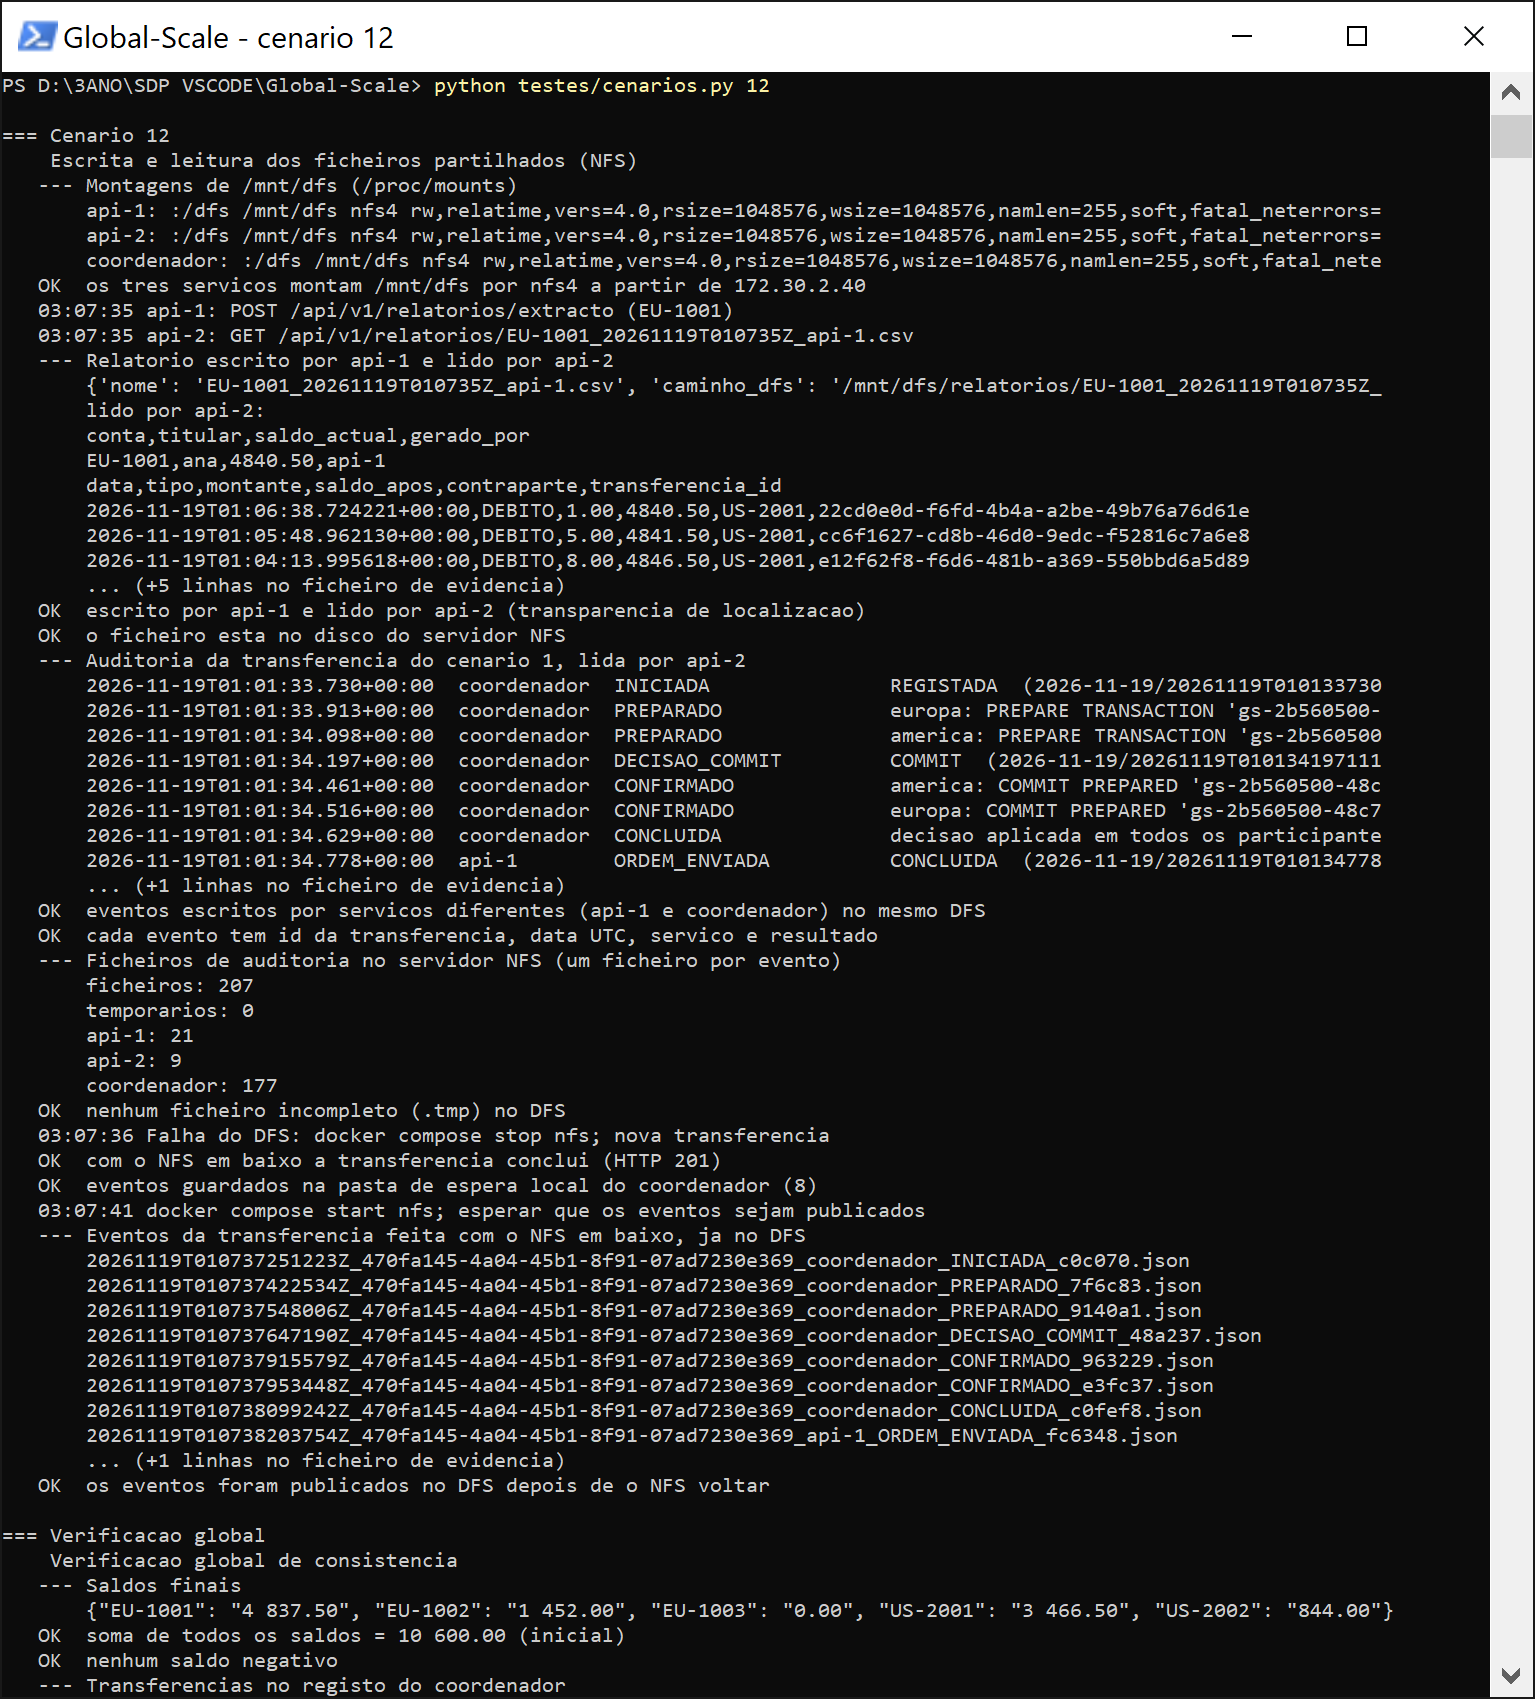 Global-Scale - cenario 12
PS D:\3ANO\SDP VSCODE\Global-Scale> python testes/cenarios.py 12
=== Cenario 12
Escrita e leitura dos ficheiros partilhados (NFS)
--- Montagens de /mnt/dfs (/proc/mounts)
api-1: :/dfs /mnt/dfs nfs4 rw,relatime,vers=4.0,rsize=1048576,wsize=1048576,namlen=255,soft,fatal_neterrors=
api-2: :/dfs /mnt/dfs nfs4 rw,relatime,vers=4.0,rsize=1048576,wsize=1048576,namlen=255,soft,fatal_neterrors=
coordenador: :/dfs /mnt/dfs nfs4 rw,relatime,vers=4.0,rsize=1048576,wsize=1048576,namlen=255,soft,fatal_nete
OK  os tres servicos montam /mnt/dfs por nfs4 a partir de 172.30.2.40
03:07:35 api-1: POST /api/v1/relatorios/extracto (EU-1001)
03:07:35 api-2: GET /api/v1/relatorios/EU-1001_20261119T010735Z_api-1.csv
--- Relatorio escrito por api-1 e lido por api-2
{'nome': 'EU-1001_20261119T010735Z_api-1.csv', 'caminho_dfs': '/mnt/dfs/relatorios/EU-1001_20261119T010735Z_
lido por api-2:
conta,titular,saldo_actual,gerado_por
EU-1001,ana,4840.50,api-1
data,tipo,montante,saldo_apos,contraparte,transferencia_id
2026-11-19T01:06:38.724221+00:00,DEBITO,1.00,4840.50,US-2001,22cd0e0d-f6fd-4b4a-a2be-49b76a76d61e
2026-11-19T01:05:48.962130+00:00,DEBITO,5.00,4841.50,US-2001,cc6f1627-cd8b-46d0-9edc-f52816c7a6e8
2026-11-19T01:04:13.995618+00:00,DEBITO,8.00,4846.50,US-2001,e12f62f8-f6d6-481b-a369-550bbd6a5d89
... (+5 linhas no ficheiro de evidencia)
OK  escrito por api-1 e lido por api-2 (transparencia de localizacao)
OK  o ficheiro esta no disco do servidor NFS
--- Auditoria da transferencia do cenario 1, lida por api-2
2026-11-19T01:01:33.730+00:00  coordenador  INICIADA               REGISTADA  (2026-11-19/20261119T010133730
2026-11-19T01:01:33.913+00:00  coordenador  PREPARADO              europa: PREPARE TRANSACTION 'gs-2b560500-
2026-11-19T01:01:34.098+00:00  coordenador  PREPARADO              america: PREPARE TRANSACTION 'gs-2b560500
2026-11-19T01:01:34.197+00:00  coordenador  DECISAO_COMMIT         COMMIT  (2026-11-19/20261119T010134197111
2026-11-19T01:01:34.461+00:00  coordenador  CONFIRMADO             america: COMMIT PREPARED 'gs-2b560500-48c
2026-11-19T01:01:34.516+00:00  coordenador  CONFIRMADO             europa: COMMIT PREPARED 'gs-2b560500-48c7
2026-11-19T01:01:34.629+00:00  coordenador  CONCLUIDA              decisao aplicada em todos os participante
2026-11-19T01:01:34.778+00:00  api-1        ORDEM_ENVIADA          CONCLUIDA  (2026-11-19/20261119T010134778
... (+1 linhas no ficheiro de evidencia)
OK  eventos escritos por servicos diferentes (api-1 e coordenador) no mesmo DFS
OK  cada evento tem id da transferencia, data UTC, servico e resultado
--- Ficheiros de auditoria no servidor NFS (um ficheiro por evento)
ficheiros: 207
temporarios: 0
api-1: 21
api-2: 9
coordenador: 177
OK  nenhum ficheiro incompleto (.tmp) no DFS
03:07:36 Falha do DFS: docker compose stop nfs; nova transferencia
OK  com o NFS em baixo a transferencia conclui (HTTP 201)
OK  eventos guardados na pasta de espera local do coordenador (8)
03:07:41 docker compose start nfs; esperar que os eventos sejam publicados
--- Eventos da transferencia feita com o NFS em baixo, ja no DFS
20261119T010737251223Z_470fa145-4a04-45b1-8f91-07ad7230e369_coordenador_INICIADA_c0c070.json
20261119T010737422534Z_470fa145-4a04-45b1-8f91-07ad7230e369_coordenador_PREPARADO_7f6c83.json
20261119T010737548006Z_470fa145-4a04-45b1-8f91-07ad7230e369_coordenador_PREPARADO_9140a1.json
20261119T010737647190Z_470fa145-4a04-45b1-8f91-07ad7230e369_coordenador_DECISAO_COMMIT_48a237.json
20261119T010737915579Z_470fa145-4a04-45b1-8f91-07ad7230e369_coordenador_CONFIRMADO_963229.json
20261119T010737953448Z_470fa145-4a04-45b1-8f91-07ad7230e369_coordenador_CONFIRMADO_e3fc37.json
20261119T010738099242Z_470fa145-4a04-45b1-8f91-07ad7230e369_coordenador_CONCLUIDA_c0fef8.json
20261119T010738203754Z_470fa145-4a04-45b1-8f91-07ad7230e369_api-1_ORDEM_ENVIADA_fc6348.json
... (+1 linhas no ficheiro de evidencia)
OK  os eventos foram publicados no DFS depois de o NFS voltar
=== Verificacao global
Verificacao global de consistencia
--- Saldos finais
{"EU-1001": "4 837.50", "EU-1002": "1 452.00", "EU-1003": "0.00", "US-2001": "3 466.50", "US-2002": "844.00"}
OK  soma de todos os saldos = 10 600.00 (inicial)
OK  nenhum saldo negativo
--- Transferencias no registo do coordenador